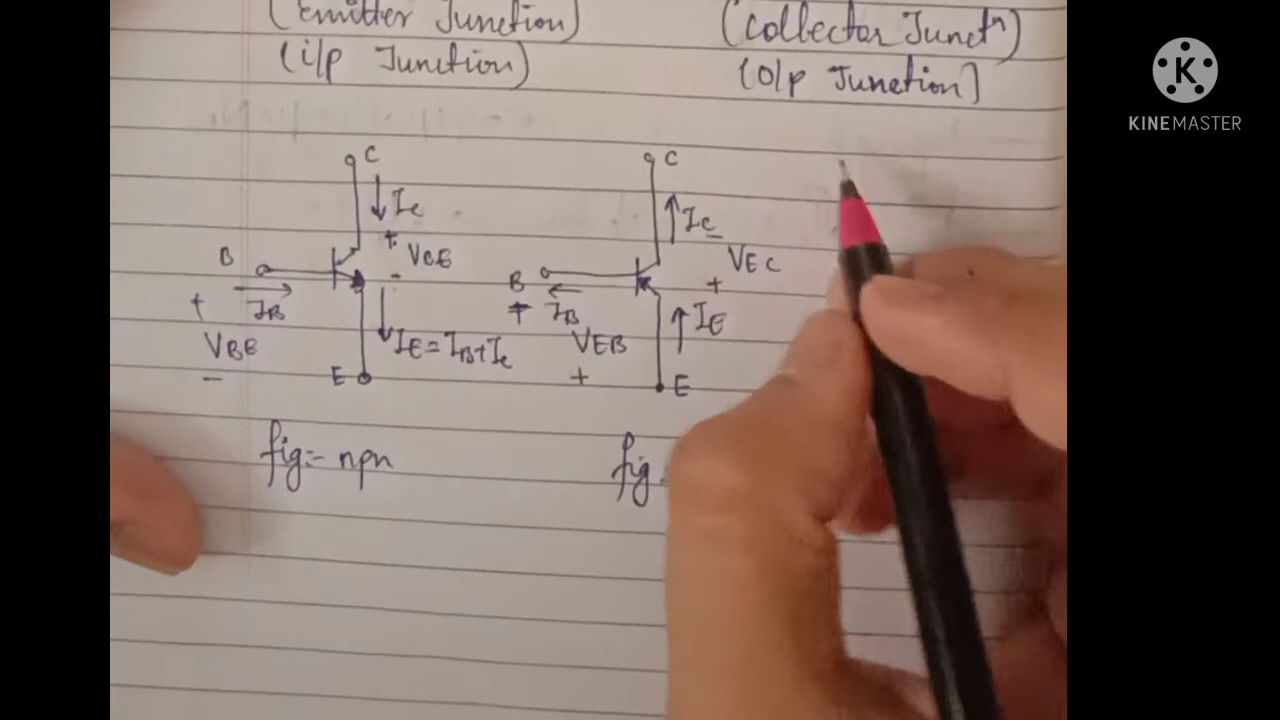 (Emitter Junction)
(Collector Junctn)
(i/p Junction)
(O/p Junction]
C
C
Ic
Ic
+
VCE
-
-
VEC
+
B
B
IB
IB
+
VBE
-
+
VEB
+
IE = IB+Ic
IE
E
E
fig:- npn
fig
K
KINEMASTER